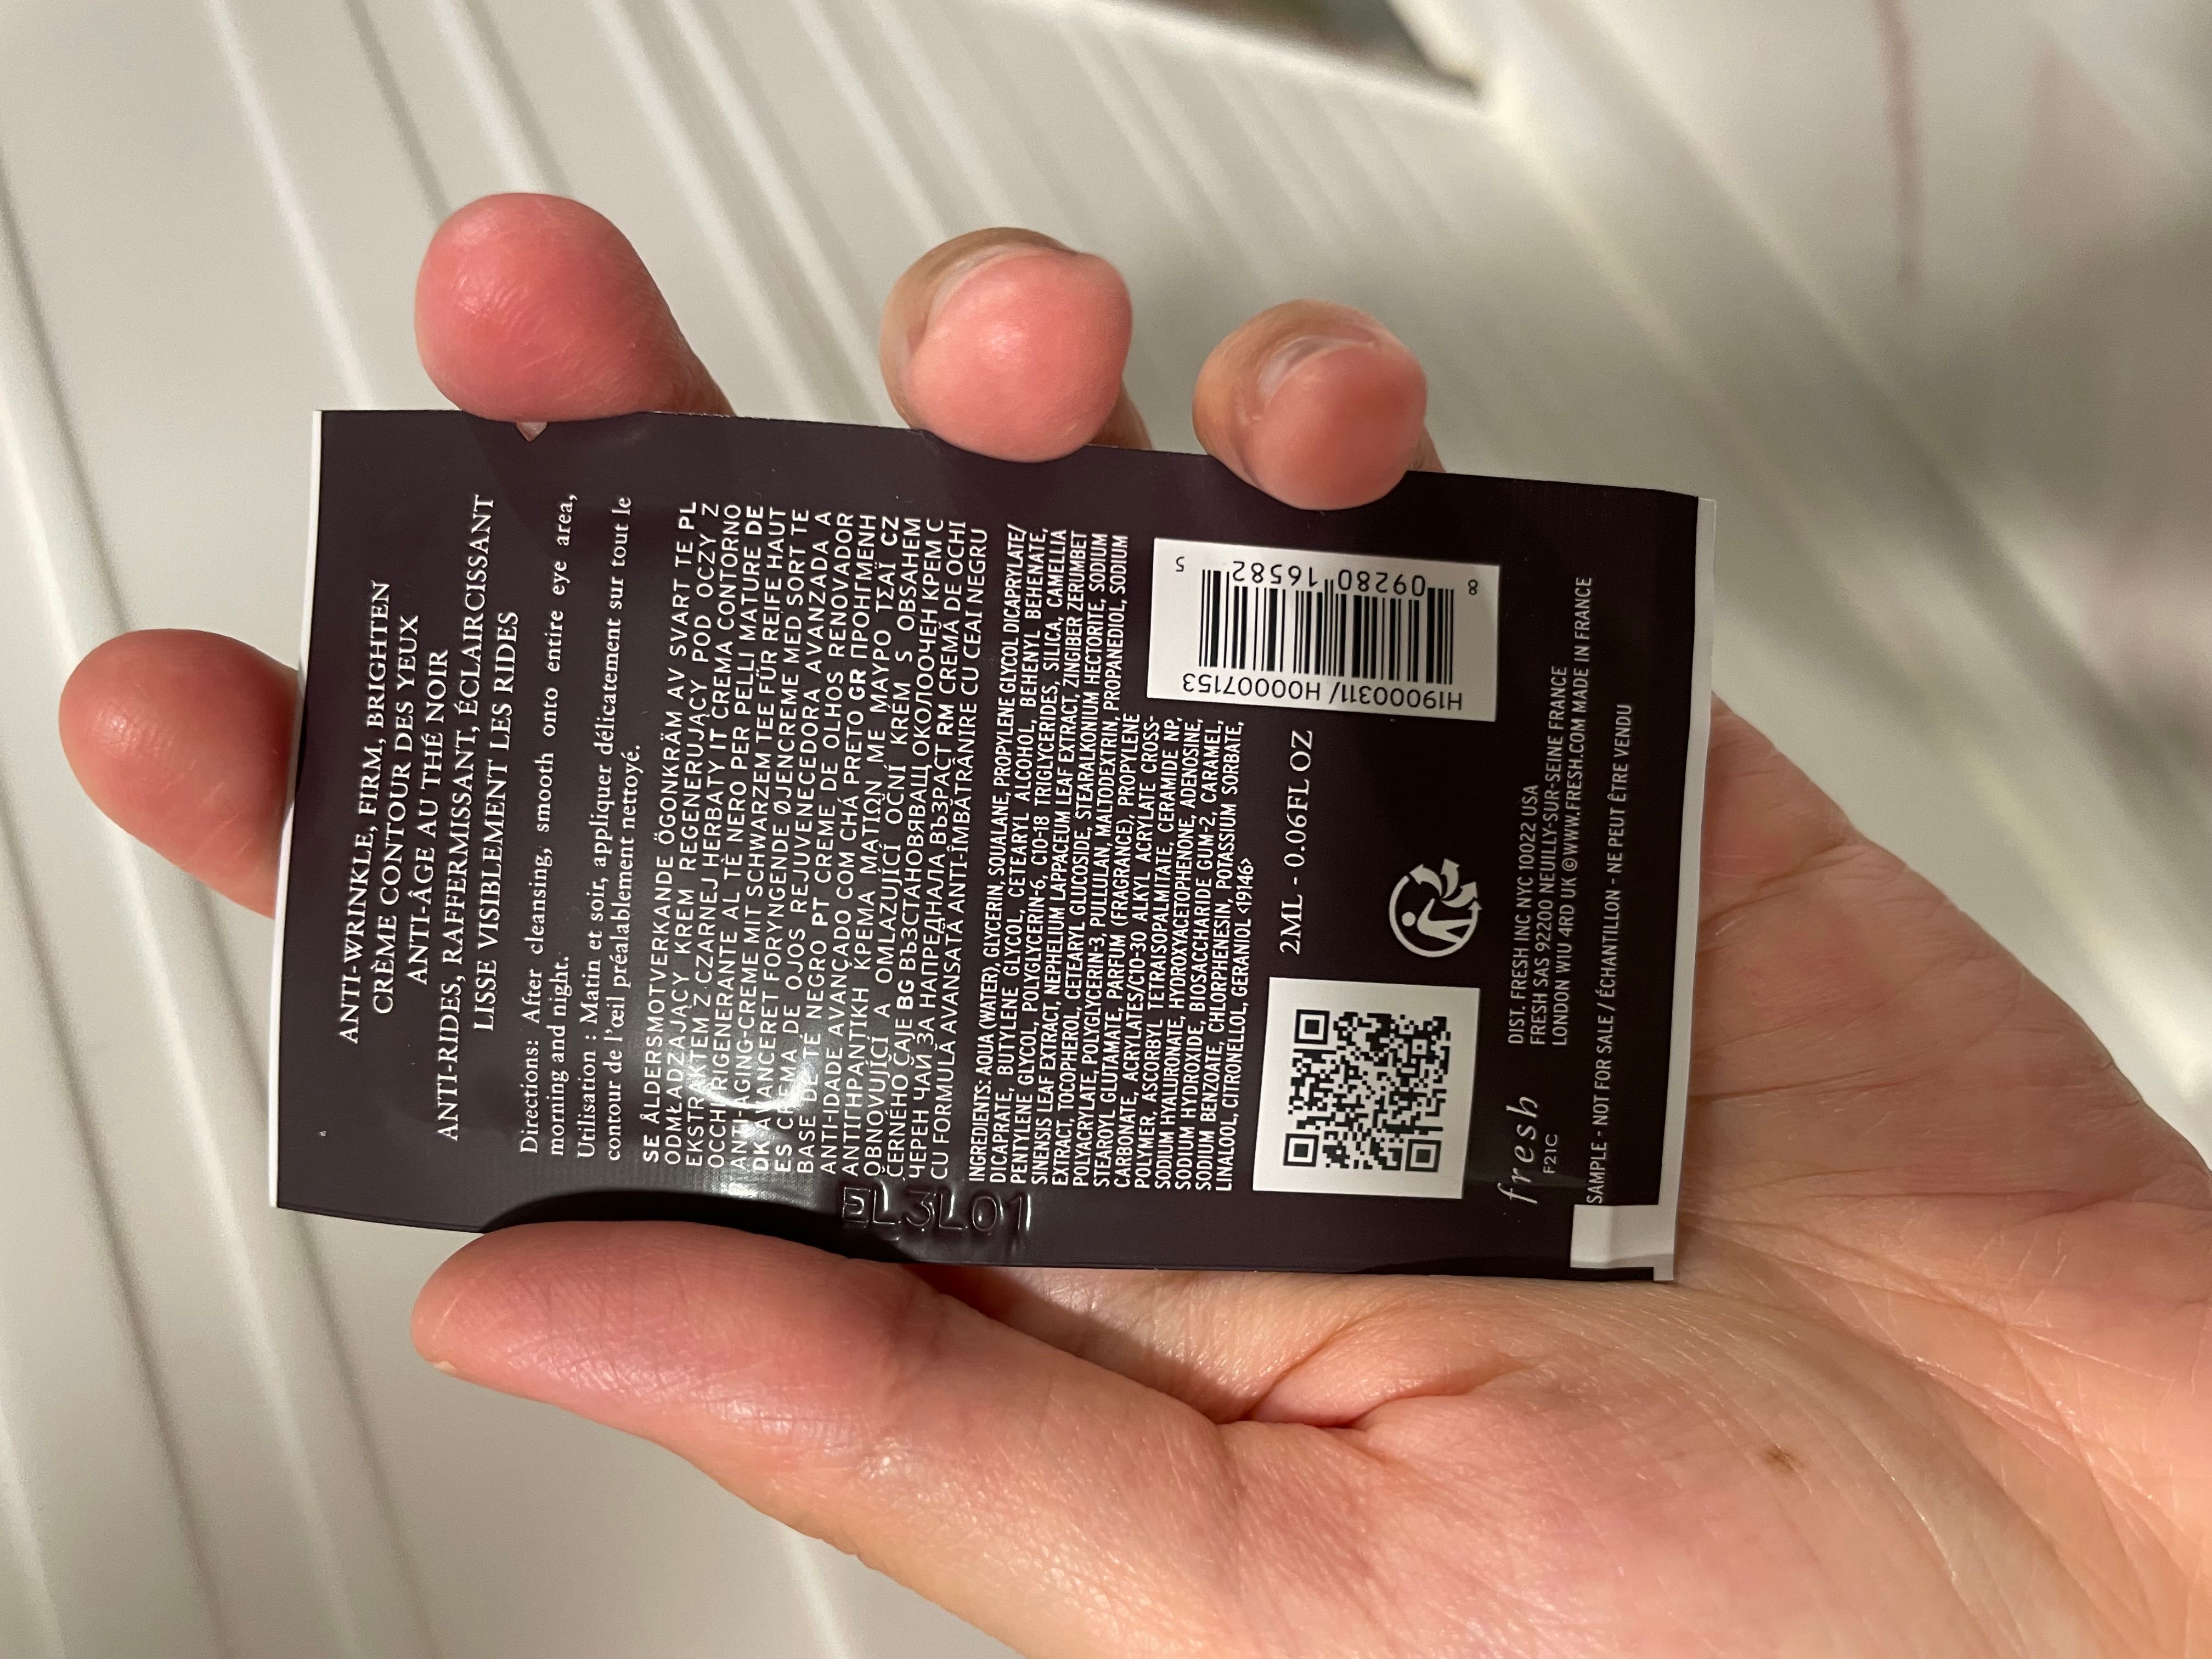 ANTI-WRINKLE, FIRM, BRIGHTEN
CRÈME CONTOUR DES YEUX
ANTI-ÂGE AU THÉ NOIR
ANTI-RIDES, RAFFERMISSANT, ÉCLAIRCISSANT
LISSE VISIBLEMENT LES RIDES
Directions: After cleansing, smooth onto entire eye area,
morning and night.
Utilisation : Matin et soir, appliquer délicatement sur tout le
contour de l'œil préalablement nettoyé.
SE ÅLDERSMOTVERKANDE ÖGONKRÄM AV SVART TE PL
ODMŁADZAJĄCY KREM REGENERUJĄCY POD OCZY Z
EKSTRAKTEM Z CZARNEJ HERBATY IT CREMA CONTORNO
OCCHI RIGENERANTE AL TÈ NERO PER PELLI MATURE DE
ANTI-AGING-CREME MIT SCHWARZEM TEE FÜR REIFE HAUT
DK AVANCERET FORYNGENDE ØJENCREME MED SORT TE
ES CREMA DE OJOS REJUVENECEDORA AVANZADA A
BASE DE TÉ NEGRO PT CREME DE OLHOS RENOVADOR
ANTI-IDADE AVANÇADO COM CHÁ PRETO GR ΠΡΟΗΓΜΕΝΗ
ΑΝΤΙΓΗΡΑΝΤΙΚΗ ΚΡΕΜΑ ΜΑΤΙΩΝ ΜΕ ΜΑΥΡΟ ΤΣΑΪ CZ
OBNOVUJÍCÍ A OMLAZUJÍCÍ OČNÍ KRÉM S OBSAHEM
ČERNÉHO ČAJE BG ВЪЗСТАНОВЯВАЩ ОКОЛООЧЕН КРЕМ С
ЧЕРЕН ЧАЙ ЗА НАПРЕДНАЛА ВЪЗРАСТ RM CREMĂ DE OCHI
CU FORMULĂ AVANSATĂ ANTI-ÎMBĂTRÂNIRE CU CEAI NEGRU
INGREDIENTS: AQUA (WATER), GLYCERIN, SQUALANE, PROPYLENE GLYCOL DICAPRYLATE/
DICAPRATE, BUTYLENE GLYCOL, CETEARYL ALCOHOL, BEHENYL BEHENATE,
PENTYLENE GLYCOL, POLYGLYCERIN-6, C10-18 TRIGLYCERIDES, SILICA, CAMELLIA
SINENSIS LEAF EXTRACT, NEPHELIUM LAPPACEUM LEAF EXTRACT, ZINGIBER ZERUMBET
EXTRACT, TOCOPHEROL, CETEARYL GLUCOSIDE, STEARALKONIUM HECTORITE, SODIUM
POLYACRYLATE, POLYGLYCERIN-3, PULLULAN, MALTODEXTRIN, PROPANEDIOL, SODIUM
STEAROYL GLUTAMATE, PARFUM (FRAGRANCE), PROPYLENE
CARBONATE, ACRYLATES/C10-30 ALKYL ACRYLATE CROSS-
POLYMER, ASCORBYL TETRAISOPALMITATE, CERAMIDE NP,
SODIUM HYALURONATE, HYDROXYACETOPHENONE, ADENOSINE,
SODIUM HYDROXIDE, BIOSACCHARIDE GUM-2, CARAMEL,
SODIUM BENZOATE, CHLORPHENESIN, POTASSIUM SORBATE,
LINALOOL, CITRONELLOL, GERANIOL <19146>
H19000311/ H00007153
8 09280 16582 5
2ML - 0.06FL OZ
fresh
F21C
DIST. FRESH INC NYC 10022 USA
FRESH SAS 92200 NEUILLY-SUR-SEINE FRANCE
LONDON W1U 4RD UK ©WWW.FRESH.COM MADE IN FRANCE
SAMPLE - NOT FOR SALE / ÉCHANTILLON - NE PEUT ÊTRE VENDU